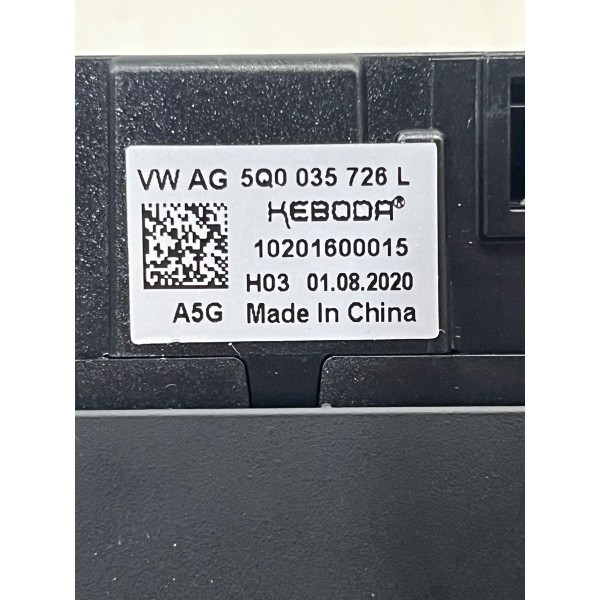 VW AG 5Q0 035 726 L
KEBODA®
10201600015
H03 01.08.2020
A5G Made In China